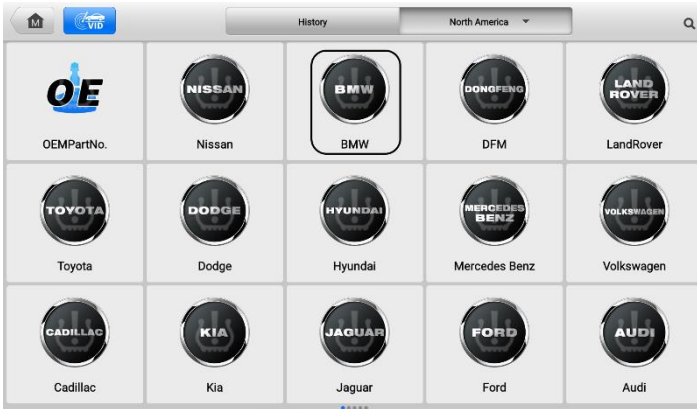 M
VID
History
North America
OE
NISSAN
BMW
DONGFENG
LAND
ROVER
OEMPartNo.
Nissan
BMW
DFM
LandRover
TOYOTA
DODGE
HYUNDAI
MERCEDES
BENZ
VOLKSWAGEN
Toyota
Dodge
Hyundai
Mercedes Benz
Volkswagen
CADILLAC
KIA
JAGUAR
FORD
AUDI
Cadillac
Kia
Jaguar
Ford
Audi